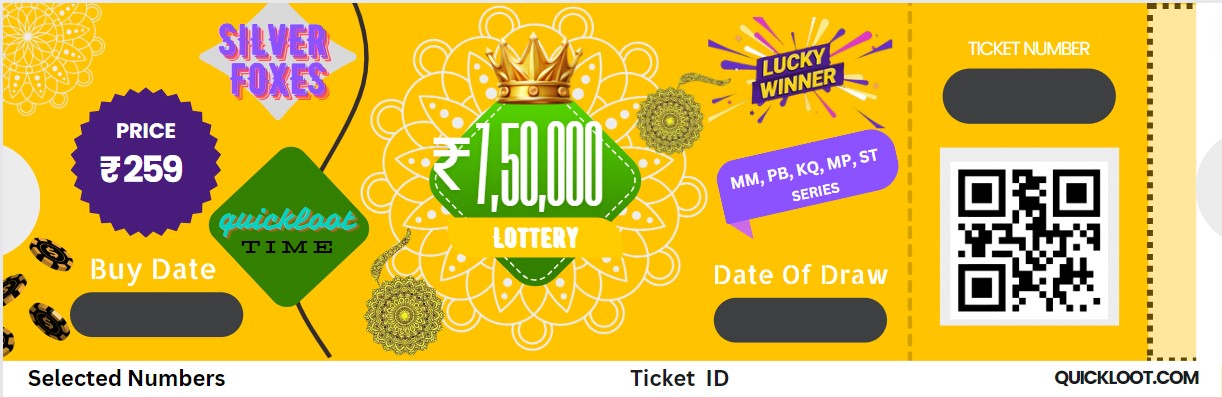 SILVER
FOXES
PRICE
₹259
quickloot
TIME
Buy Date
₹7,50,000
LOTTERY
LUCKY
WINNER
MM, PB, KQ, MP, ST
SERIES
Date Of Draw
TICKET NUMBER
Selected Numbers
Ticket ID
QUICKLOOT.COM